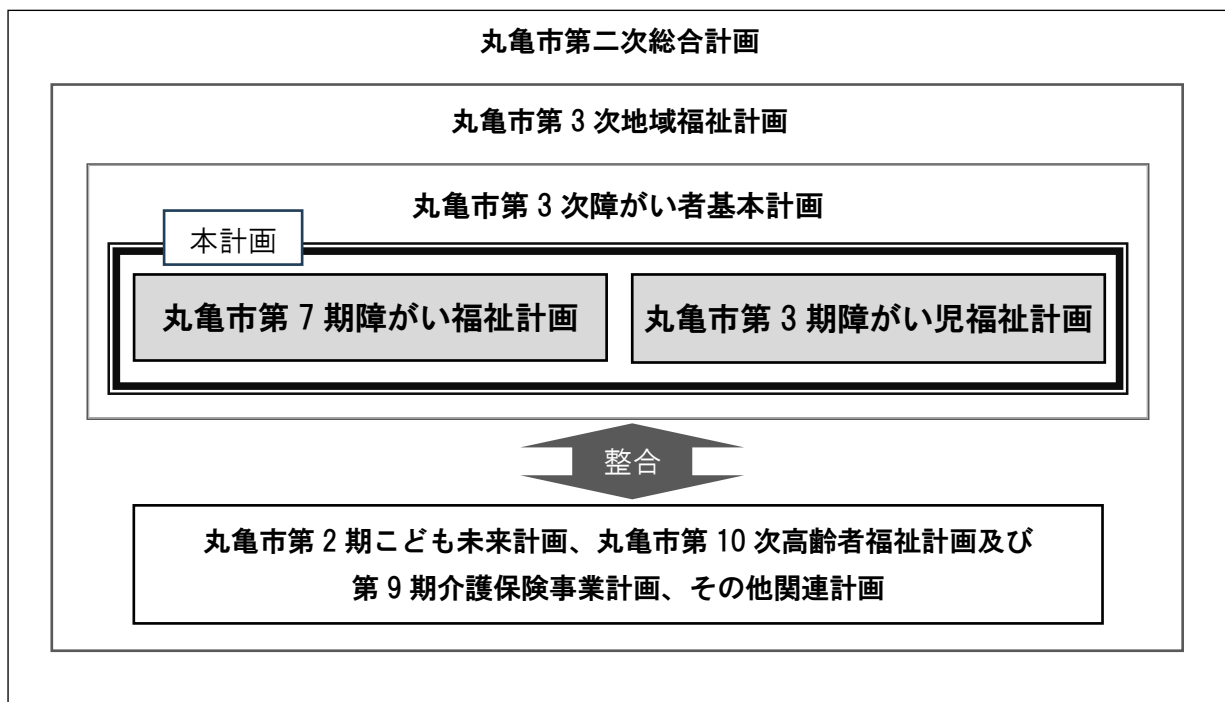 丸亀市第二次総合計画
丸亀市第3次地域福祉計画
丸亀市第3次障がい者基本計画
本計画
丸亀市第7期障がい福祉計画
丸亀市第3期障がい児福祉計画
整合
丸亀市第2期こども未来計画、丸亀市第10次高齢者福祉計画及び
第9期介護保険事業計画、その他関連計画